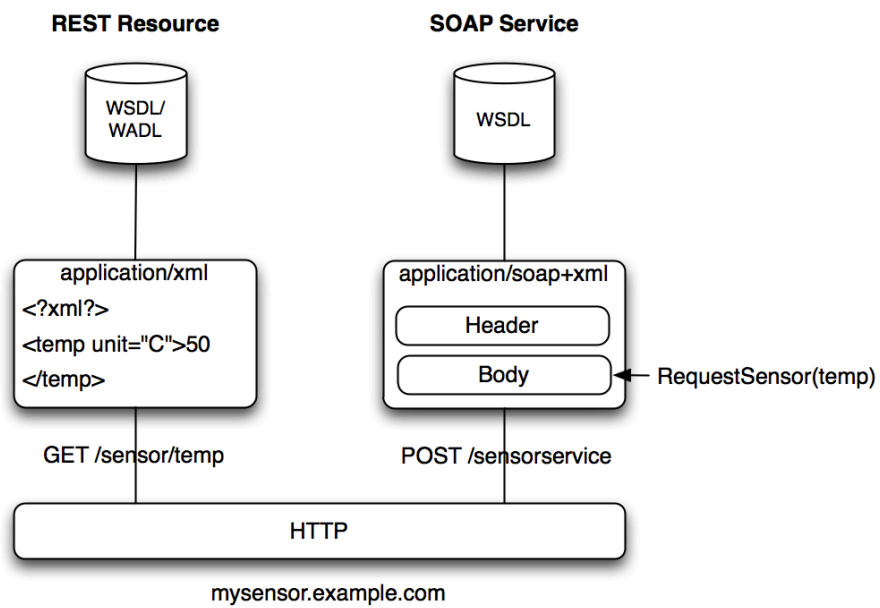 REST Resource
SOAP Service
WSDL/
WADL
WSDL
application/xml
<?xml?>
<temp unit="C">50
</temp>
application/soap+xml
Header
Body
RequestSensor(temp)
GET /sensor/temp
POST /sensorservice
HTTP
mysensor.example.com